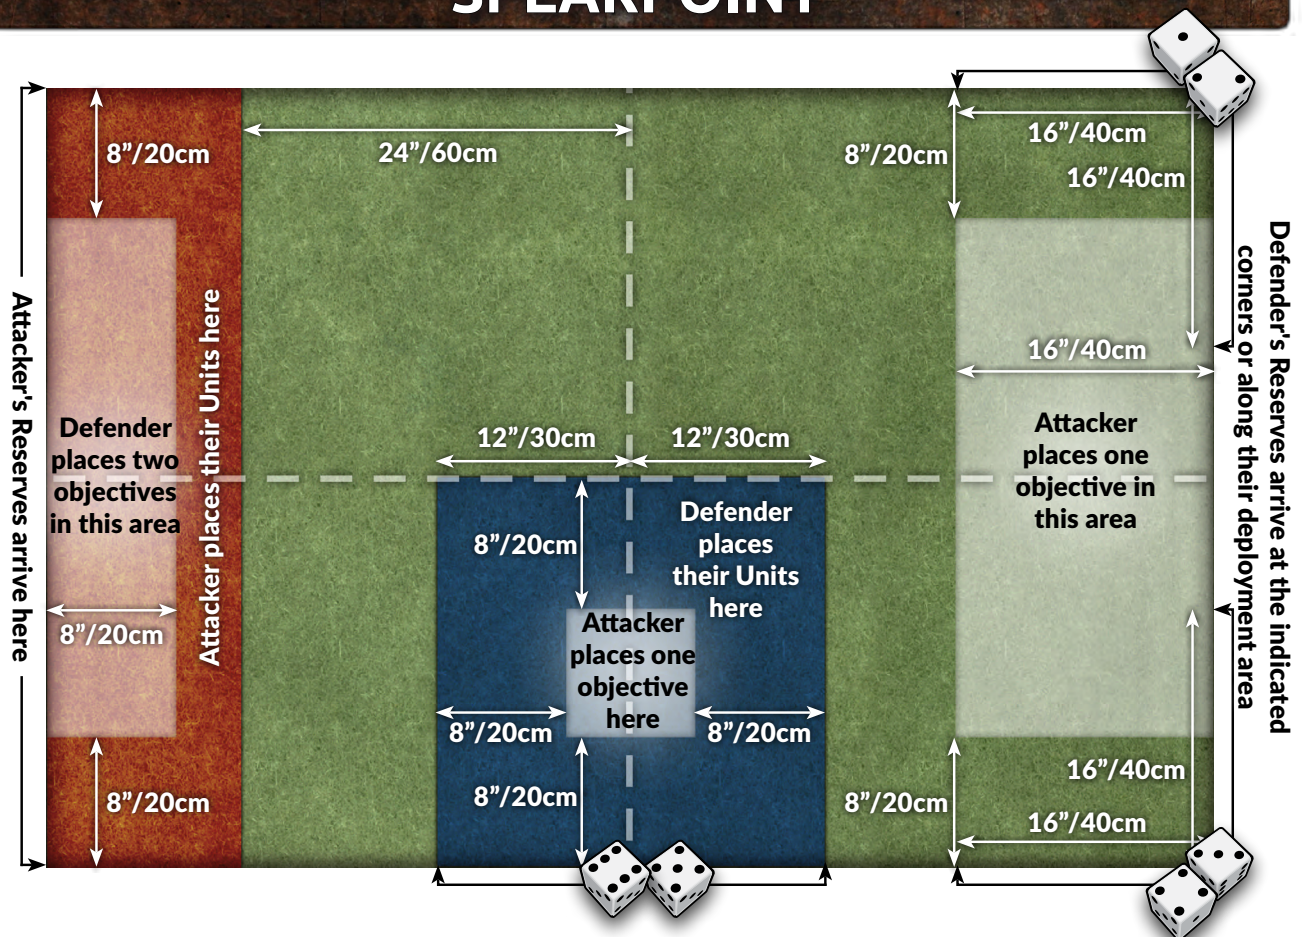 SPEARPOINT
8”/20cm
24”/60cm
8”/20cm
16”/40cm
16”/40cm
Attacker's Reserves arrive here
Defender
places two
objectives
in this area
Attacker places their Units here
8”/20cm
8”/20cm
12”/30cm
12”/30cm
8”/20cm
Defender
places
their Units
here
Attacker
places one
objective
here
8”/20cm
8”/20cm
8”/20cm
16”/40cm
Attacker
places one
objective in
this area
8”/20cm
16”/40cm
16”/40cm
Defender's Reserves arrive at the indicated
corners or along their deployment area